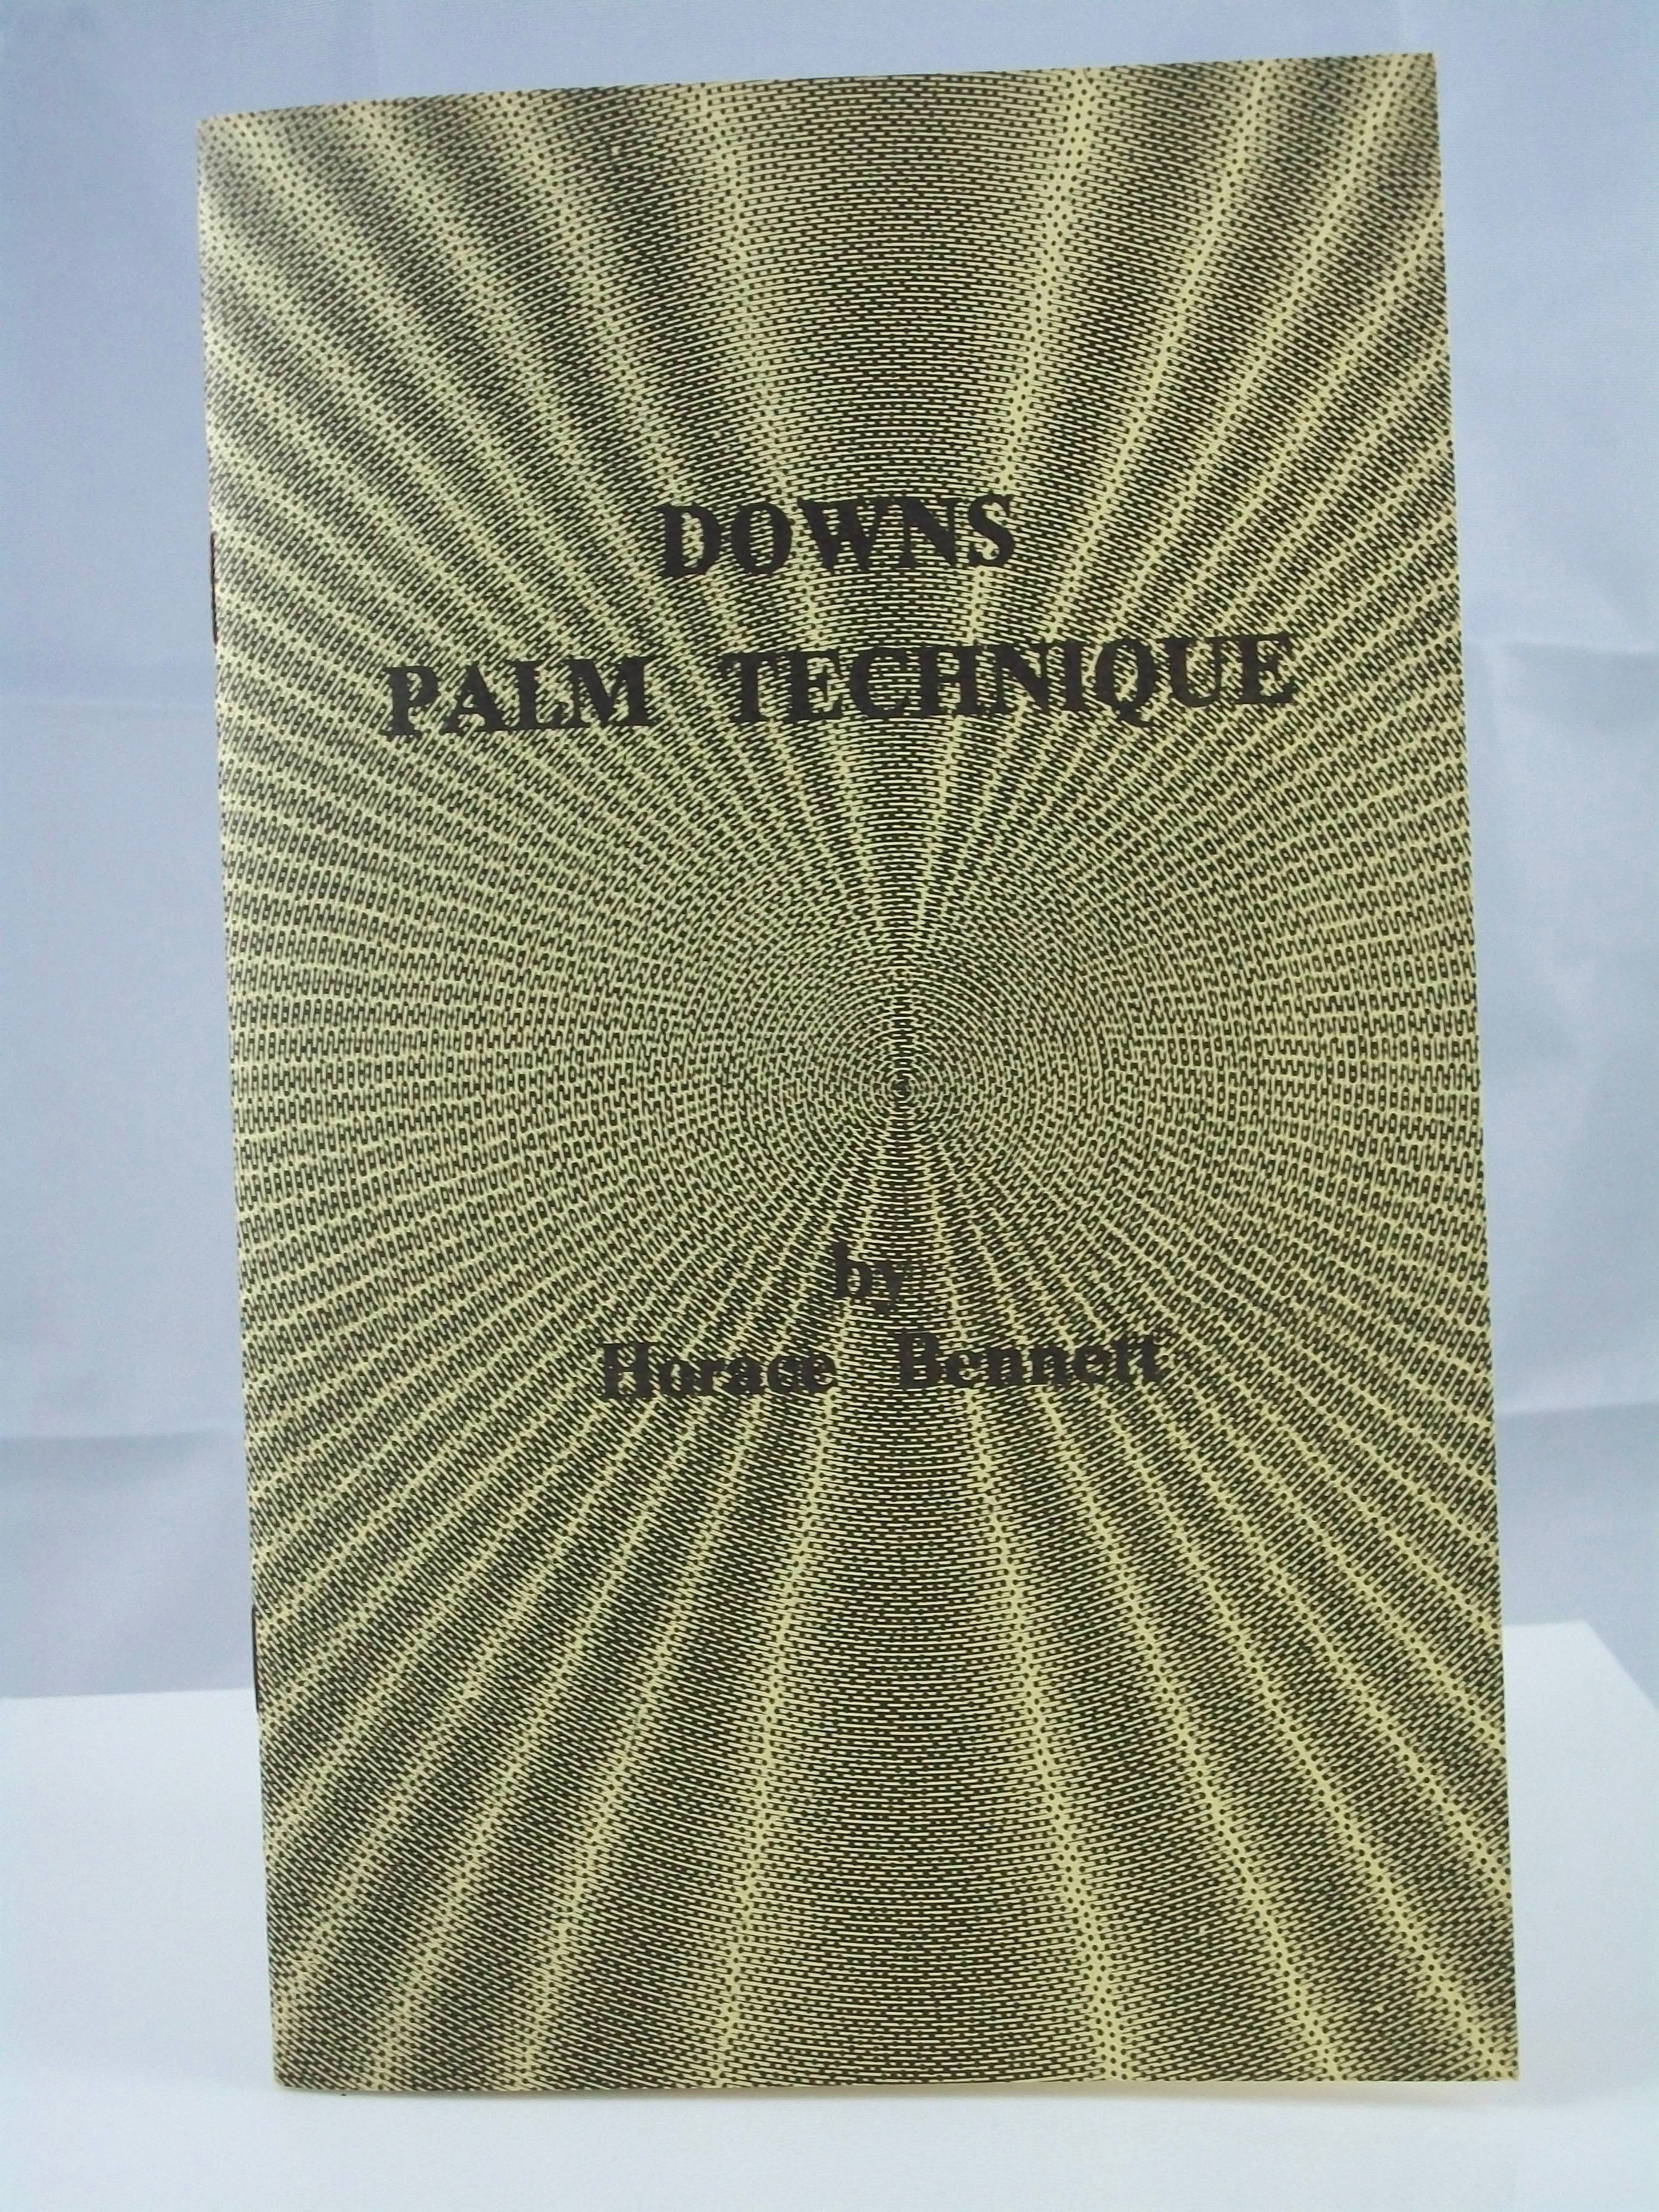 DOWNS
PALM TECHNIQUE
by
Horace Bennett